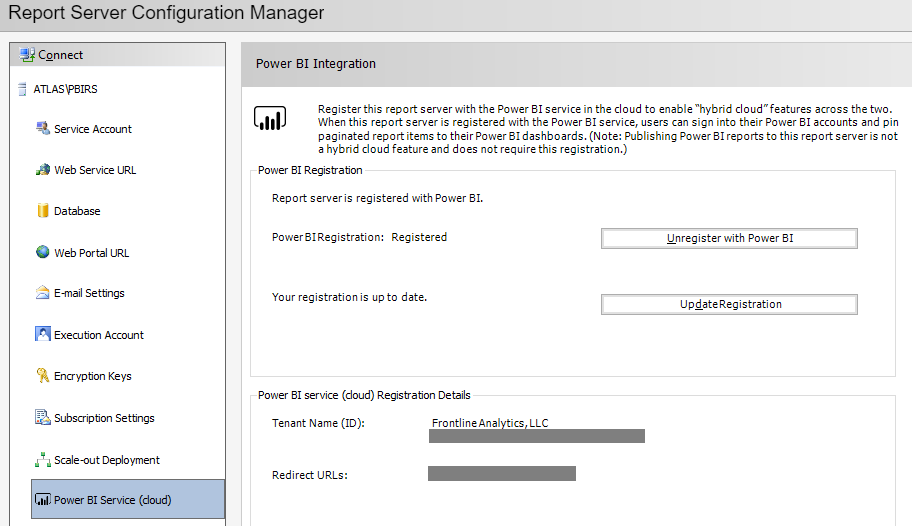 Report Server Configuration Manager
Connect
ATLAS\PBIRS
Service Account
Web Service URL
Database
Web Portal URL
E-mail Settings
Execution Account
Encryption Keys
Subscription Settings
Scale-out Deployment
Power BI Service (cloud)
Power BI Integration
Register this report server with the Power BI service in the cloud to enable “hybrid cloud” features across the two.
When this report server is registered with the Power BI service, users can sign into their Power BI accounts and pin
paginated report items to their Power BI dashboards. (Note: Publishing Power BI reports to this report server is not
a hybrid cloud feature and does not require this registration.)
Power BI Registration
Report server is registered with Power BI.
Power BI Registration: Registered
Unregister with Power BI
Your registration is up to date.
Update Registration
Power BI service (cloud) Registration Details
Tenant Name (ID): Frontline Analytics, LLC
Redirect URLs: